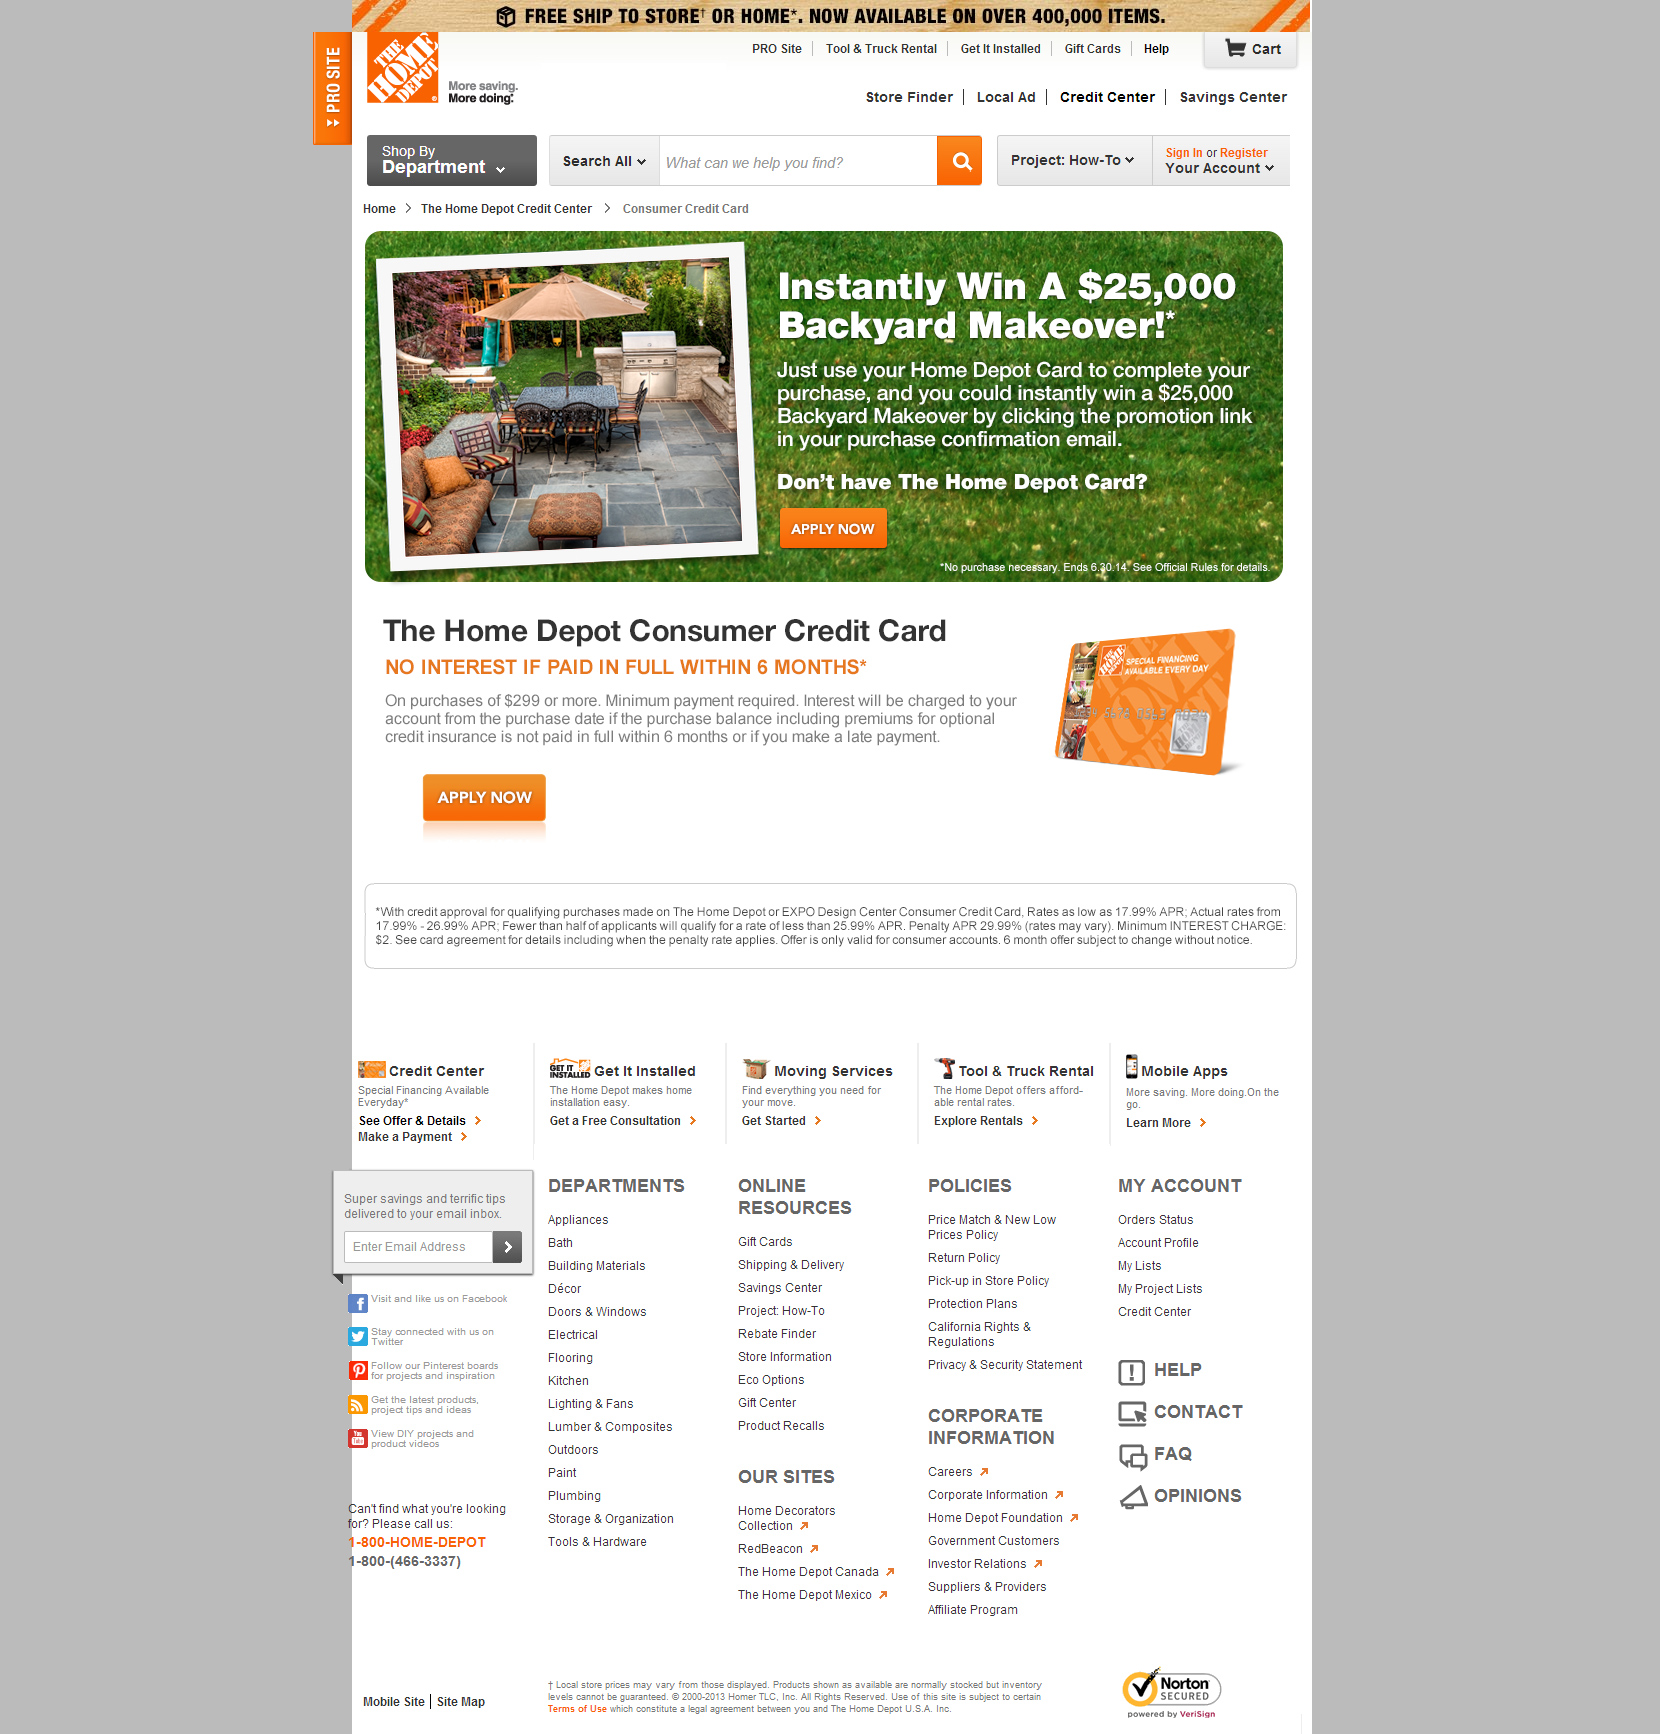 FREE SHIP TO STORE† OR HOME*. NOW AVAILABLE ON OVER 400,000 ITEMS.
PRO SITE
THE HOME DEPOT
More saving.
More doing.
PRO Site
Tool & Truck Rental
Get It Installed
Gift Cards
Help
Cart
Store Finder
Local Ad
Credit Center
Savings Center
Shop By
Department
Search All
What can we help you find?
Project: How-To
Sign In or Register
Your Account
Home
The Home Depot Credit Center
Consumer Credit Card
Instantly Win A $25,000
Backyard Makeover!*
Just use your Home Depot Card to complete your
purchase, and you could instantly win a $25,000
Backyard Makeover by clicking the promotion link
in your purchase confirmation email.
Don't have The Home Depot Card?
APPLY NOW
*No purchase necessary. Ends 6.30.14. See Official Rules for details.
The Home Depot Consumer Credit Card
NO INTEREST IF PAID IN FULL WITHIN 6 MONTHS*
On purchases of $299 or more. Minimum payment required. Interest will be charged to your
account from the purchase date if the purchase balance including premiums for optional
credit insurance is not paid in full within 6 months or if you make a late payment.
THE HOME DEPOT
SPECIAL FINANCING
AVAILABLE EVERY DAY
APPLY NOW
*With credit approval for qualifying purchases made on The Home Depot or EXPO Design Center Consumer Credit Card, Rates as low as 17.99% APR; Actual rates from
17.99% - 26.99% APR; Fewer than half of applicants will qualify for a rate of less than 25.99% APR. Penalty APR 29.99% (rates may vary). Minimum INTEREST CHARGE:
$2. See card agreement for details including when the penalty rate applies. Offer is only valid for consumer accounts. 6 month offer subject to change without notice.
Credit Center
Special Financing Available
Everyday*
See Offer & Details
Make a Payment
GET IT
INSTALLED
Get It Installed
The Home Depot makes home
installation easy.
Get a Free Consultation
Moving Services
Find everything you need for
your move.
Get Started
Tool & Truck Rental
The Home Depot offers afford-
able rental rates.
Explore Rentals
Mobile Apps
More saving. More doing.On the
go.
Learn More
Super savings and terrific tips
delivered to your email inbox.
Enter Email Address
Visit and like us on Facebook
Stay connected with us on
Twitter
Follow our Pinterest boards
for projects and inspiration
Get the latest products,
project tips and ideas
You
Tube
View DIY projects and
product videos
Can't find what you're looking
for? Please call us:
1-800-HOME-DEPOT
1-800-(466-3337)
DEPARTMENTS
Appliances
Bath
Building Materials
Décor
Doors & Windows
Electrical
Flooring
Kitchen
Lighting & Fans
Lumber & Composites
Outdoors
Paint
Plumbing
Storage & Organization
Tools & Hardware
ONLINE
RESOURCES
Gift Cards
Shipping & Delivery
Savings Center
Project: How-To
Rebate Finder
Store Information
Eco Options
Gift Center
Product Recalls
OUR SITES
Home Decorators
Collection
RedBeacon
The Home Depot Canada
The Home Depot Mexico
POLICIES
Price Match & New Low
Prices Policy
Return Policy
Pick-up in Store Policy
Protection Plans
California Rights &
Regulations
Privacy & Security Statement
CORPORATE
INFORMATION
Careers
Corporate Information
Home Depot Foundation
Government Customers
Investor Relations
Suppliers & Providers
Affiliate Program
MY ACCOUNT
Orders Status
Account Profile
My Lists
My Project Lists
Credit Center
HELP
CONTACT
FAQ
OPINIONS
Mobile Site
Site Map
† Local store prices may vary from those displayed. Products shown as available are normally stocked but inventory
levels cannot be guaranteed. © 2000-2013 Homer TLC, Inc. All Rights Reserved. Use of this site is subject to certain
Terms of Use which constitute a legal agreement between you and The Home Depot U.S.A. Inc.
Norton
SECURED
powered by VeriSign